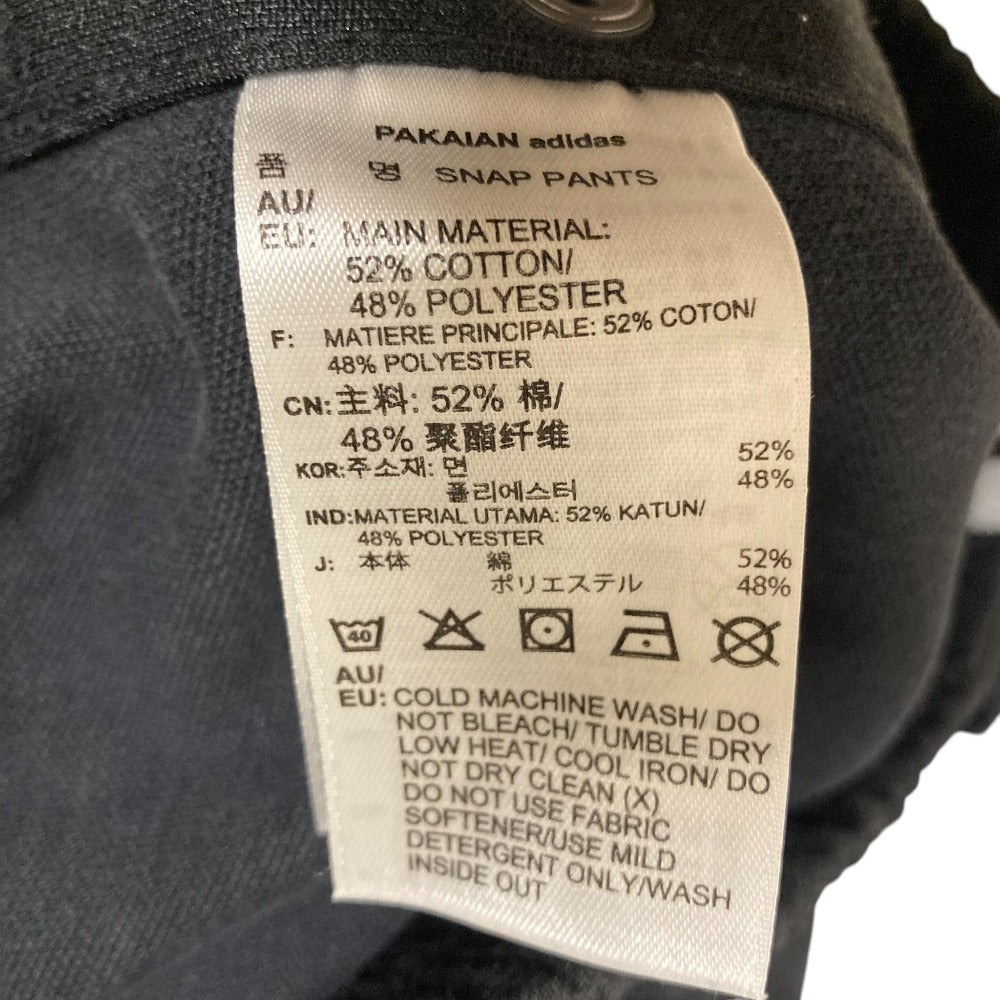 PAKAIAN adidas
품 명 SNAP PANTS
AU/
EU: MAIN MATERIAL:
52% COTTON/
48% POLYESTER
F: MATIERE PRINCIPALE: 52% COTON/
48% POLYESTER
CN: 主料: 52% 棉/
48% 聚酯纤维
KOR:주소재: 면 52%
폴리에스터 48%
IND:MATERIAL UTAMA: 52% KATUN/
48% POLYESTER
J: 本体 綿 52%
ポリエステル 48%
40
AU/
EU: COLD MACHINE WASH/ DO
NOT BLEACH/ TUMBLE DRY
LOW HEAT/ COOL IRON/ DO
NOT DRY CLEAN (X)
DO NOT USE FABRIC
SOFTENER/USE MILD
DETERGENT ONLY/WASH
INSIDE OUT